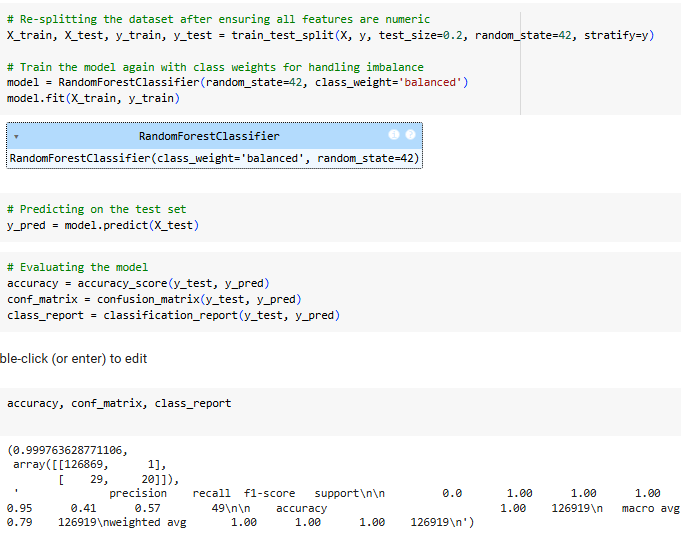 # Re-splitting the dataset after ensuring all features are numeric
X_train, X_test, y_train, y_test = train_test_split(X, y, test_size=0.2, random_state=42, stratify=y)
# Train the model again with class weights for handling imbalance
model = RandomForestClassifier(random_state=42, class_weight='balanced')
model.fit(X_train, y_train)
RandomForestClassifier
RandomForestClassifier(class_weight='balanced', random_state=42)
# Predicting on the test set
y_pred = model.predict(X_test)
# Evaluating the model
accuracy = accuracy_score(y_test, y_pred)
conf_matrix = confusion_matrix(y_test, y_pred)
class_report = classification_report(y_test, y_pred)
ble-click (or enter) to edit
accuracy, conf_matrix, class_report
(0.999763628771106,
array([[126869,      1],
[    29,     20]]),
'              precision    recall  f1-score   support\n\n         0.0       1.00      1.00      1.00
0.95      0.41      0.57        49\n\n    accuracy                           1.00    126919\n   macro avg
0.79    126919\nweighted avg       1.00      1.00      1.00    126919\n')